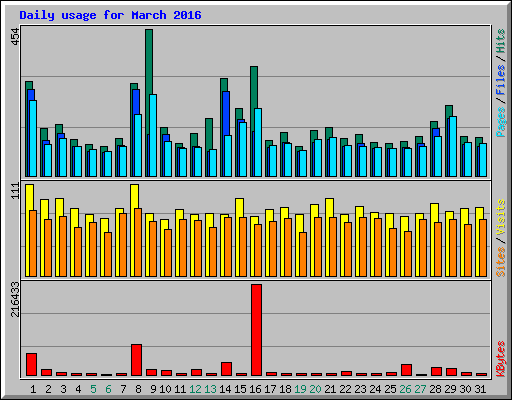 Daily usage for March 2016
454
Pages / Files / Hits
111
Sites / Visits
216433
KBytes
1 2 3 4 5 6 7 8 9 10 11 12 13 14 15 16 17 18 19 20 21 22 23 24 25 26 27 28 29 30 31